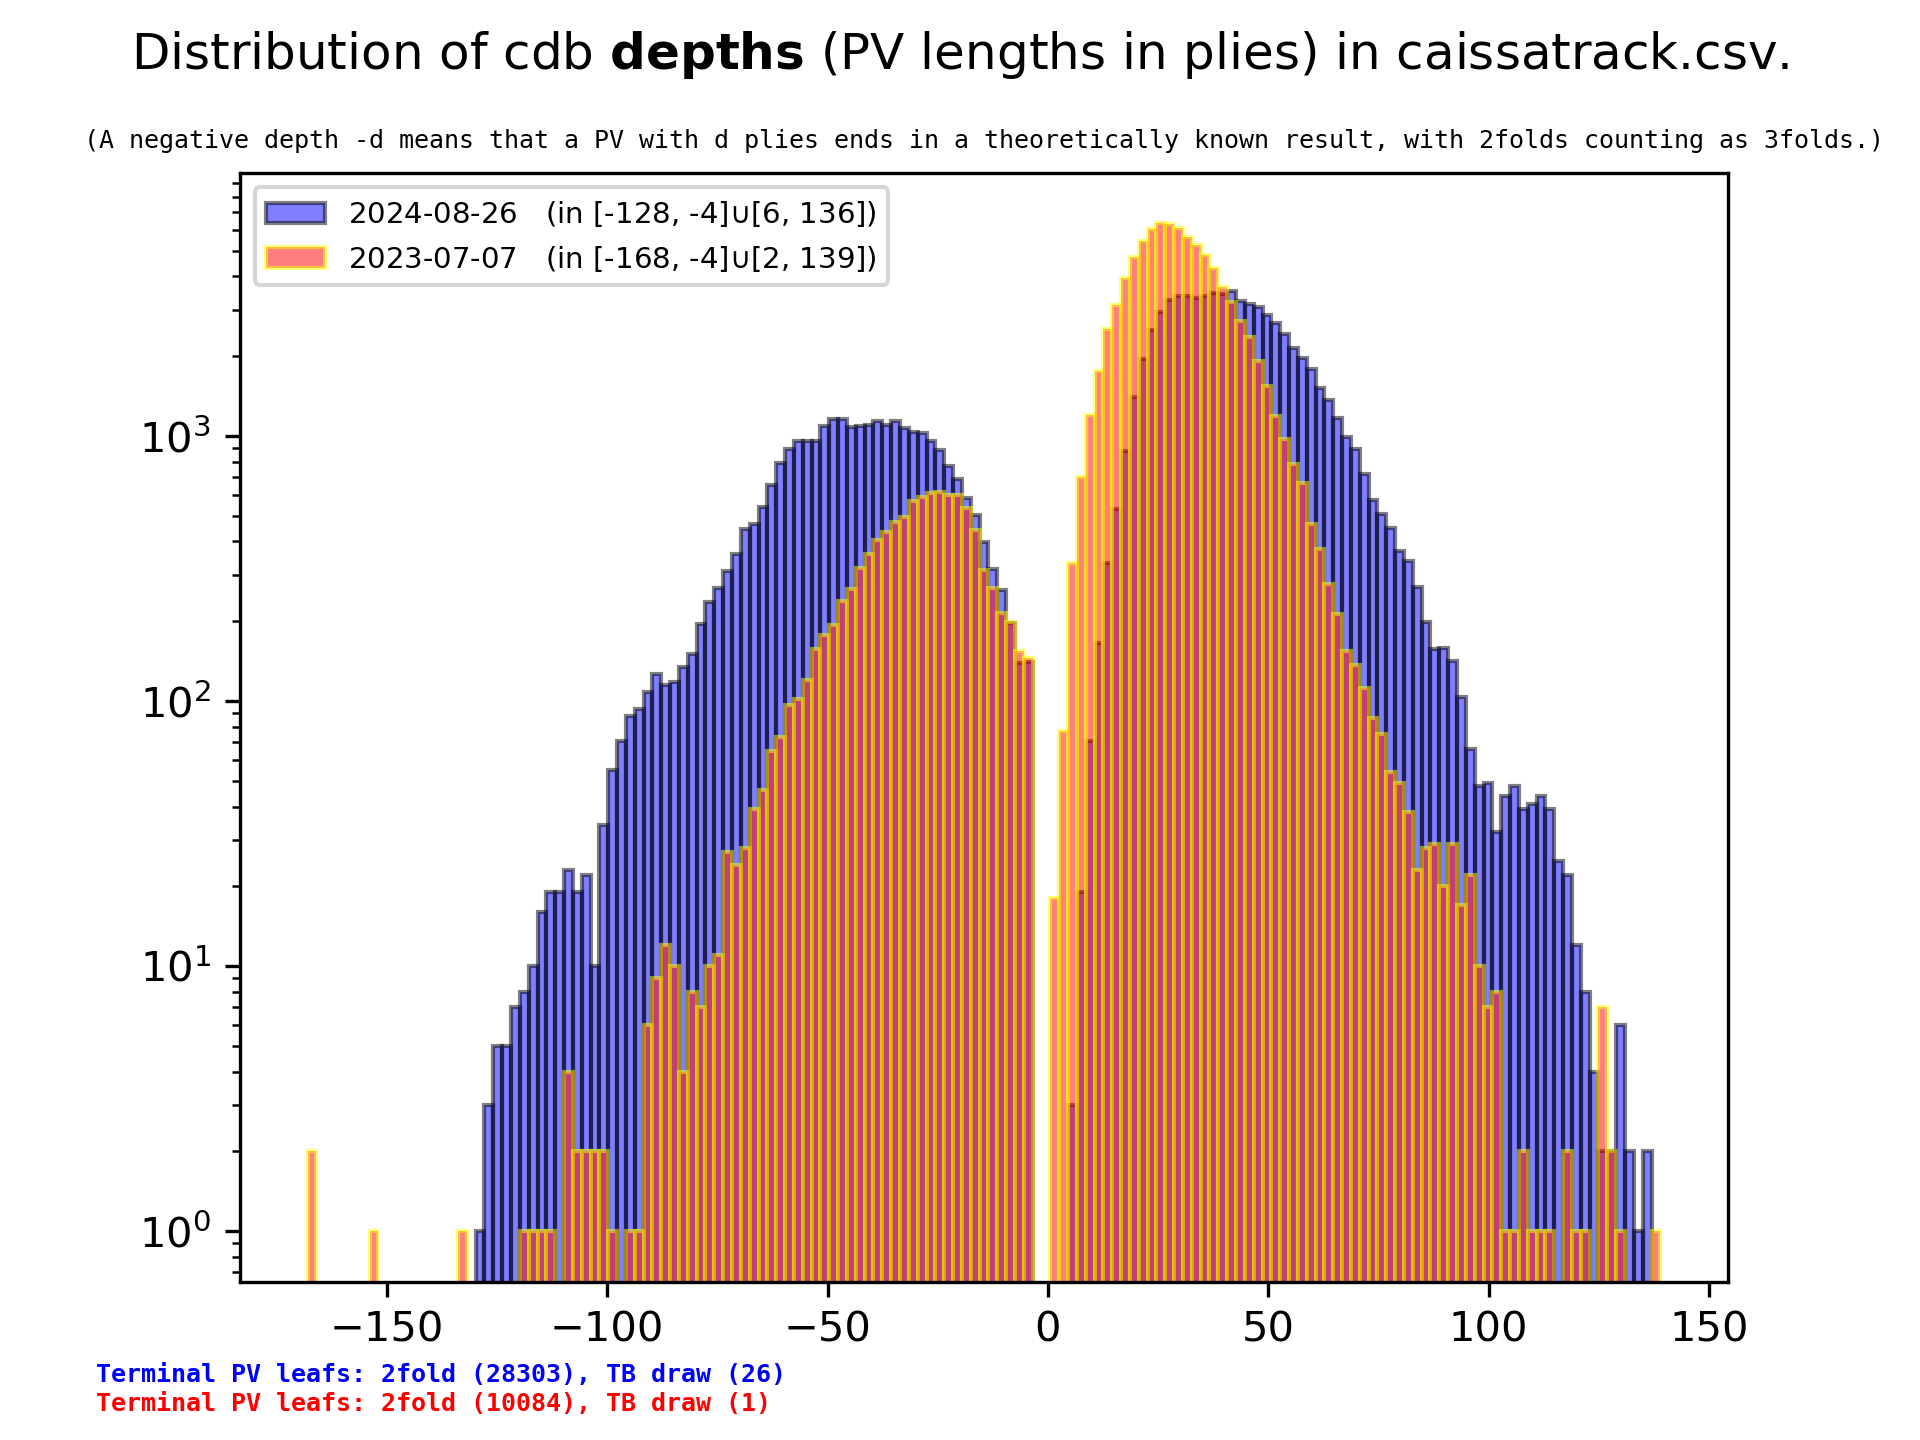 Distribution of cdb depths (PV lengths in plies) in caissatrack.csv.
(A negative depth -d means that a PV with d plies ends in a theoretically known result, with 2folds counting as 3folds.)
2024-08-26 (in [-128, -4]∪[6, 136])
2023-07-07 (in [-168, -4]∪[2, 139])
10³
10²
10¹
10⁰
−150 −100 −50 0 50 100 150
Terminal PV leafs: 2fold (28303), TB draw (26)
Terminal PV leafs: 2fold (10084), TB draw (1)